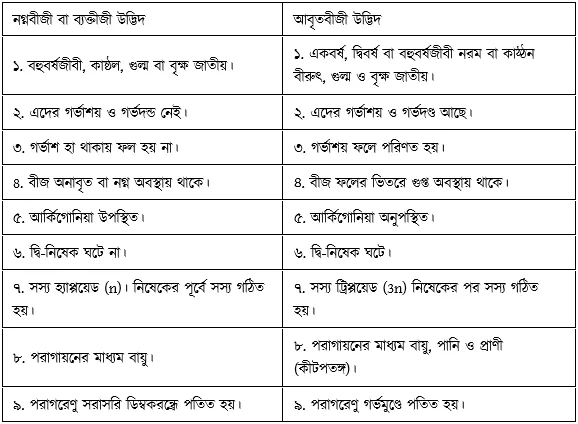 নগ্নবীজী বা ব্যক্তীজী উদ্ভিদ
আবৃতবীজী উদ্ভিদ
১. বহুবর্ষজীবী, কাষ্ঠল, গুল্ম বা বৃক্ষ জাতীয়।
১. একবর্ষ, দ্বিবর্ষ বা বহুবর্ষজীবী নরম বা কাষ্ঠন
বীরুৎ, গুল্ম ও বৃক্ষ জাতীয়।
২. এদের গর্ভাশয় ও গর্ভদন্ড নেই।
২. এদের গর্ভাশয় ও গর্ভদণ্ড আছে।
৩. গর্ভাশ হা থাকায় ফল হয় না।
৩. গর্ভাশয় ফলে পরিণত হয়।
৪. বীজ অনাবৃত বা নগ্ন অবস্থায় থাকে।
৪. বীজ ফলের ভিতরে গুপ্ত অবস্থায় থাকে।
৫. আর্কিগোনিয়া উপস্থিত।
৫. আর্কিগোনিয়া অনুপস্থিত।
৬. দ্বি-নিষেক ঘটে না।
৬. দ্বি-নিষেক ঘটে।
৭. সস্য হ্যাপ্লয়েড (n)। নিষেকের পূর্বে সস্য গঠিত
হয়।
৭. সস্য ট্রিপ্লয়েড (3n) নিষেকের পর সস্য গঠিত
হয়।
৮. পরাগায়নের মাধ্যম বায়ু।
৮. পরাগায়নের মাধ্যম বায়ু, পানি ও প্রাণী
(কীটপতঙ্গ)।
৯. পরাগরেণু সরাসরি ডিম্বকরন্ধ্রে পতিত হয়।
৯. পরাগরেণু গর্ভমুণ্ডে পতিত হয়।